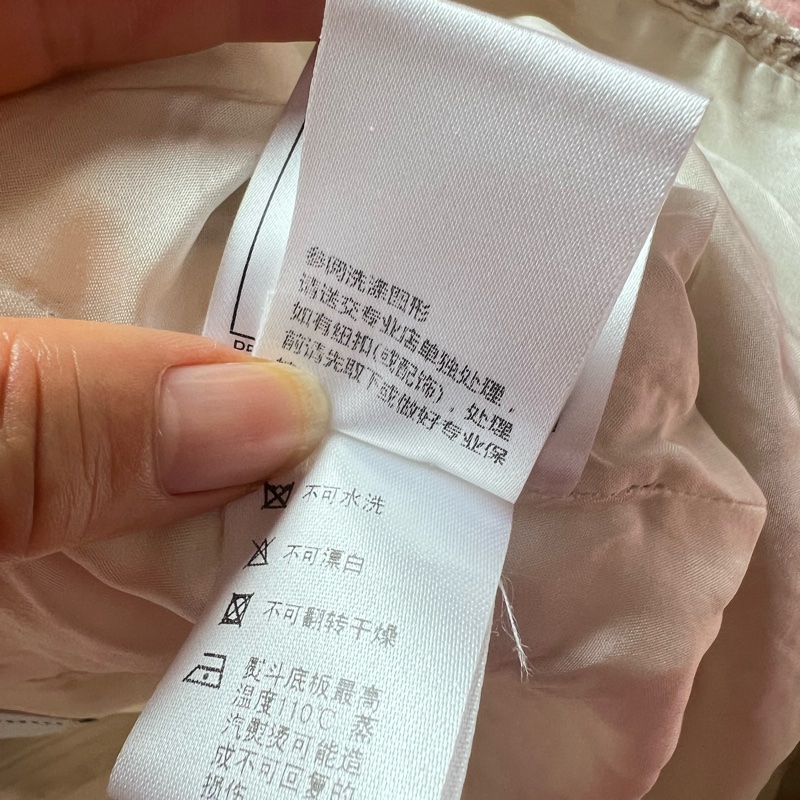 参阅洗涤图形
请送交专业店单独处理，
如有纽扣(或配饰)，处理
前请先取下或做好专业保
不可水洗
不可漂白
不可翻转干燥
熨斗底板最高
温度110℃ 蒸
汽熨烫可能造
成不可回复的
损伤